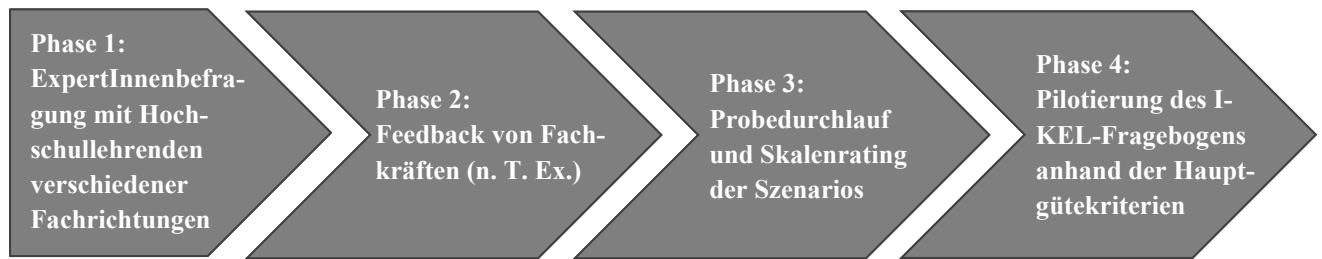 Phase 1:
ExpertInnenbefra-
gung mit Hoch-
schullehrenden
verschiedener
Fachrichtungen
Phase 2:
Feedback von Fach-
kräften (n. T. Ex.)
Phase 3:
Probedurchlauf
und Skalenrating
der Szenarios
Phase 4:
Pilotierung des I-
KEL-Fragebogens
anhand der Haupt-
gütekriterien